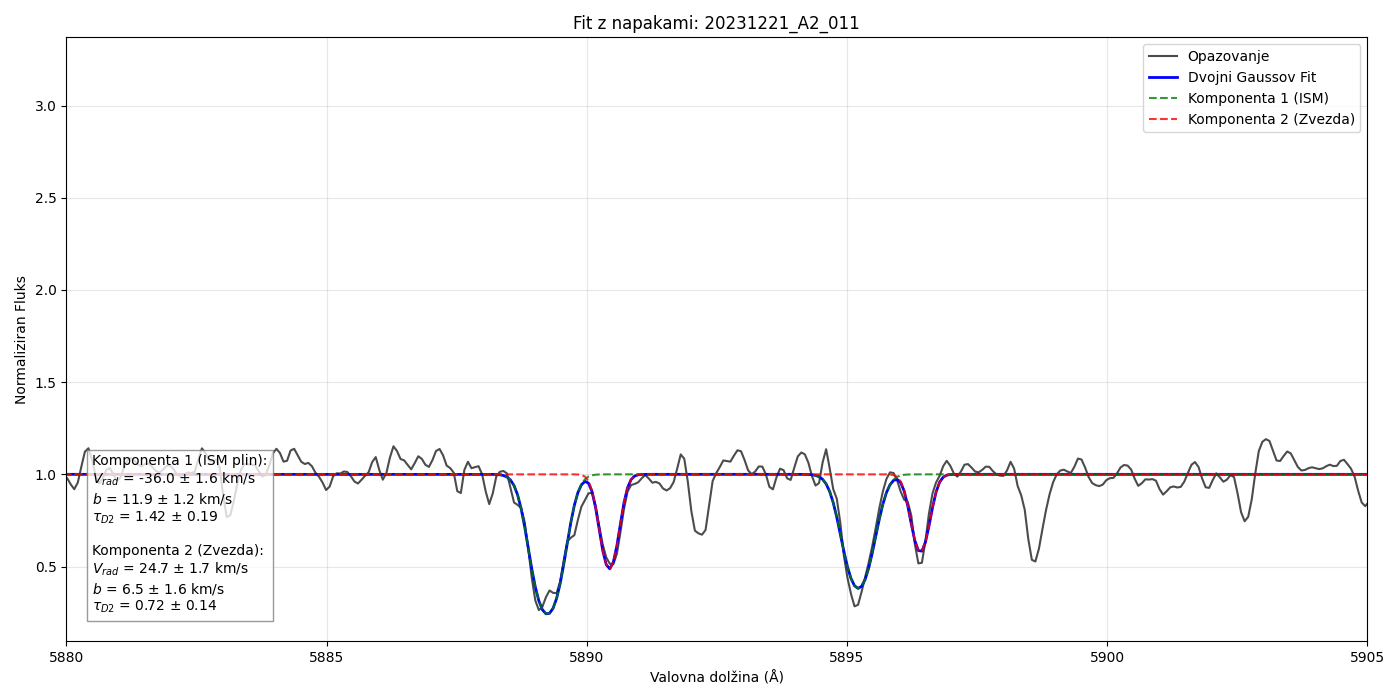 Fit z napakami: 20231221_A2_011
Normaliziran Fluks
3.0
2.5
2.0
1.5
1.0
0.5
Opazovanje
Dvojni Gaussov Fit
Komponenta 1 (ISM)
Komponenta 2 (Zvezda)
Komponenta 1 (ISM plin):
V_rad = -36.0 ± 1.6 km/s
b = 11.9 ± 1.2 km/s
τ_D2 = 1.42 ± 0.19
Komponenta 2 (Zvezda):
V_rad = 24.7 ± 1.7 km/s
b = 6.5 ± 1.6 km/s
τ_D2 = 0.72 ± 0.14
5880 5885 5890 5895 5900 5905
Valovna dolžina (Å)